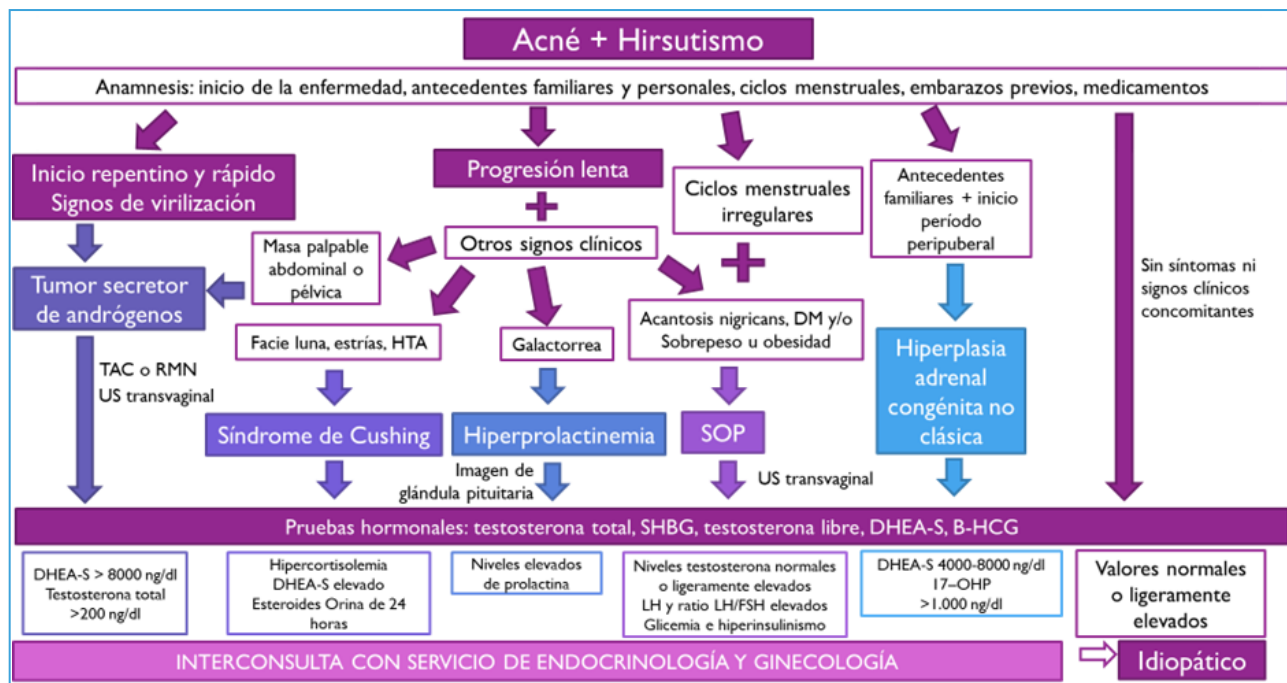 Acné + Hirsutismo
Anamnesis: inicio de la enfermedad, antecedentes familiares y personales, ciclos menstruales, embarazos previos, medicamentos
Inicio repentino y rápido
Signos de virilización
Progresión lenta
Ciclos menstruales
irregulares
Antecedentes
familiares + inicio
período
peripuberal
Otros signos clínicos
Masa palpable
abdominal o
pélvica
Tumor secretor
de andrógenos
Sin síntomas ni
signos clínicos
concomitantes
Facie luna, estrías, HTA
Galactorrea
Acantosis nigricans, DM y/o
Sobrepeso u obesidad
Hiperplasia
adrenal
congénita no
clásica
TAC o RMN
US transvaginal
Síndrome de Cushing
Hiperprolactinemia
SOP
Imagen de
glándula pituitaria
US transvaginal
Pruebas hormonales: testosterona total, SHBG, testosterona libre, DHEA-S, B-HCG
DHEA-S > 8000 ng/dl
Testosterona total
>200 ng/dl
Hipercortisolemia
DHEA-S elevado
Esteroides Orina de 24
horas
Niveles elevados
de prolactina
Niveles testosterona normales
o ligeramente elevados
LH y ratio LH/FSH elevados
Glicemia e hiperinsulinismo
DHEA-S 4000-8000 ng/dl
17–OHP
>1.000 ng/dl
Valores normales
o ligeramente
elevados
INTERCONSULTA CON SERVICIO DE ENDOCRINOLOGÍA Y GINECOLOGÍA
Idiopático